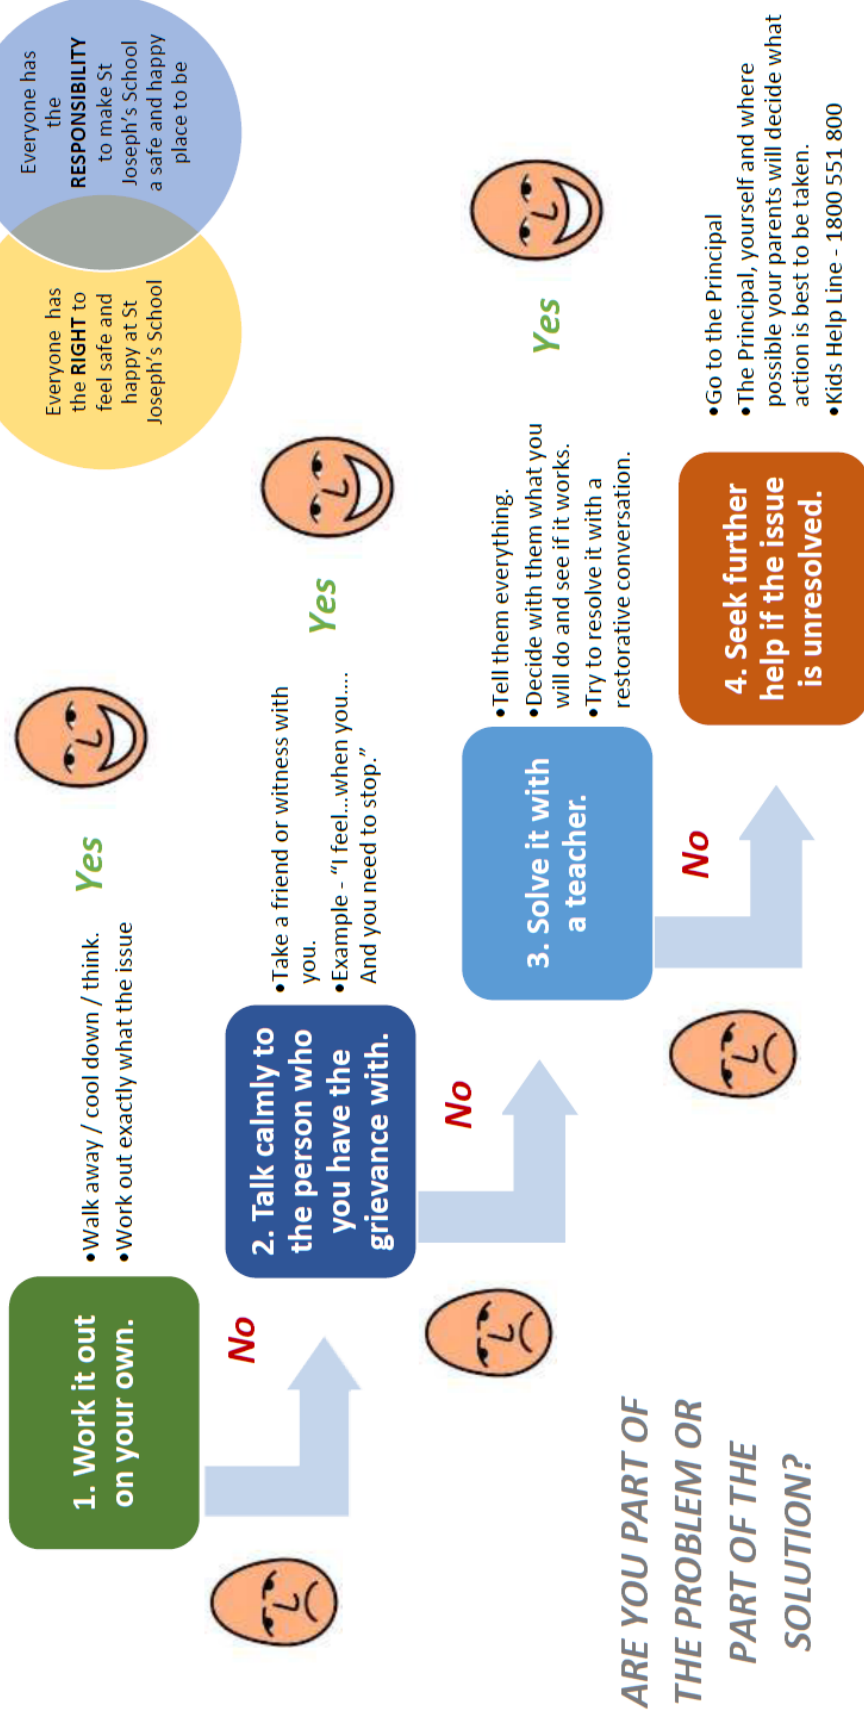 1. Work it out
on your own.
•Walk away / cool down / think.
•Work out exactly what the issue
Yes
Everyone has
the RIGHT to
feel safe and
happy at St
Joseph's School
Everyone has
the
RESPONSIBILITY
to make St
Joseph's School
a safe and happy
place to be
No
2. Talk calmly to
the person who
you have the
grievance with.
•Take a friend or witness with
you.
•Example - “I feel...when you....
And you need to stop.”
Yes
No
3. Solve it with
a teacher.
•Tell them everything.
•Decide with them what you
will do and see if it works.
•Try to resolve it with a
restorative conversation.
Yes
No
4. Seek further
help if the issue
is unresolved.
•Go to the Principal
•The Principal, yourself and where
possible your parents will decide what
action is best to be taken.
•Kids Help Line - 1800 551 800
ARE YOU PART OF
THE PROBLEM OR
PART OF THE
SOLUTION?